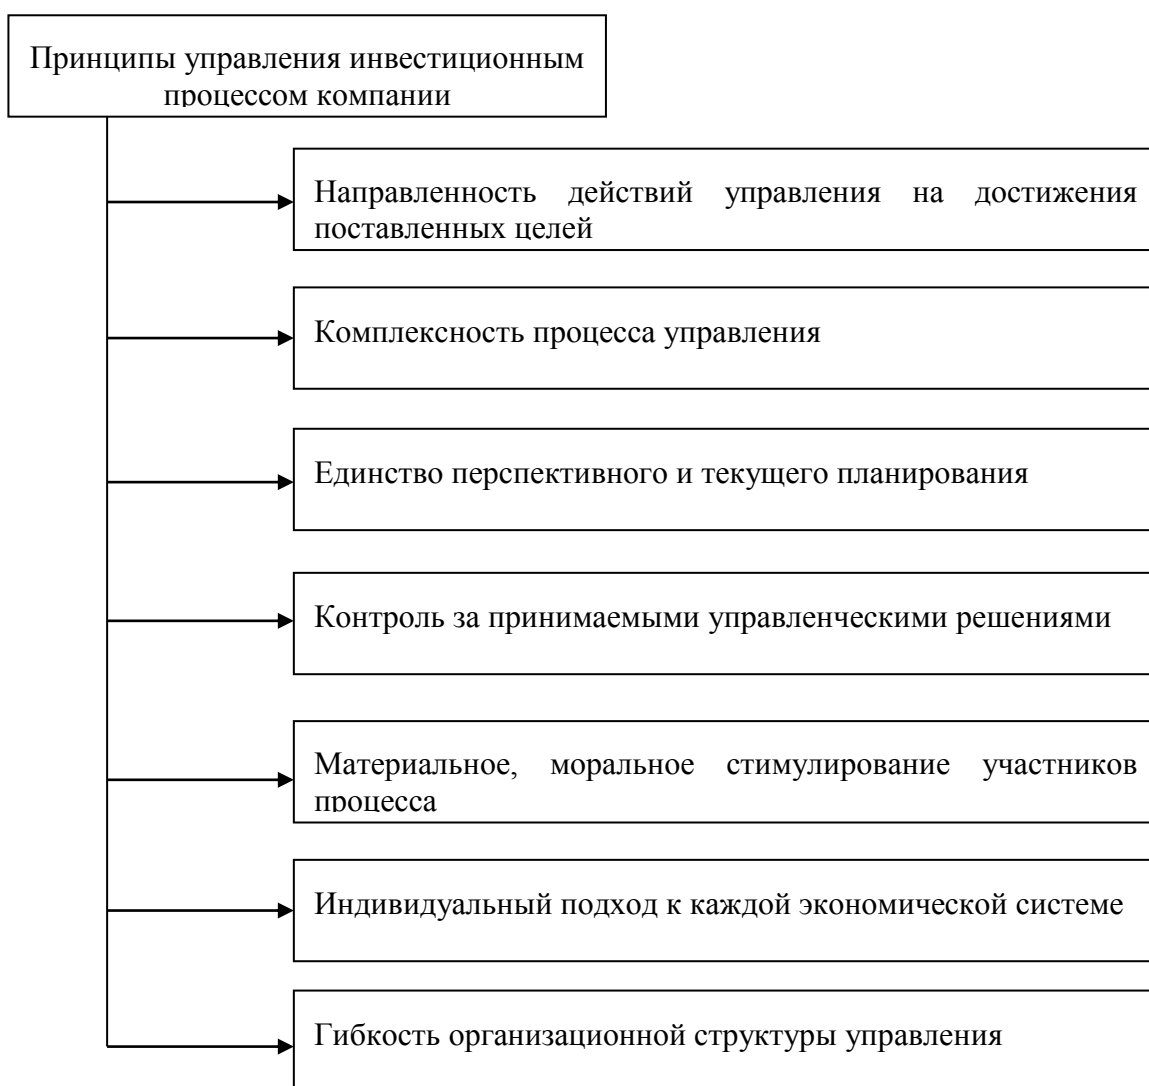 Принципы управления инвестиционным
процессом компании
Направленность действий управления на достижения
поставленных целей
Комплексность процесса управления
Единство перспективного и текущего планирования
Контроль за принимаемыми управленческими решениями
Материальное, моральное стимулирование участников
процесса
Индивидуальный подход к каждой экономической системе
Гибкость организационной структуры управления